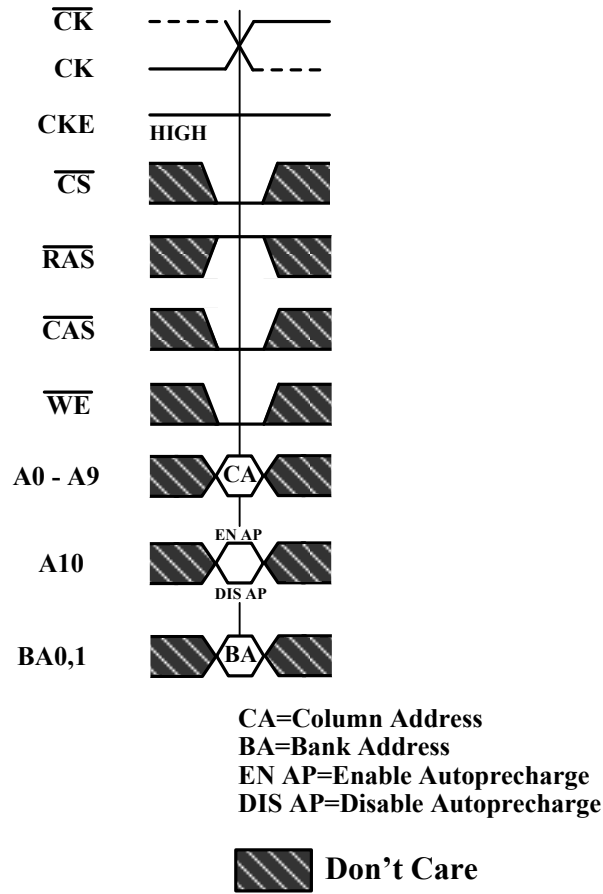 CK
CK
CKE
HIGH
CS
RAS
CAS
WE
A0 - A9
CA
EN AP
A10
DIS AP
BA0,1
BA
CA=Column Address
BA=Bank Address
EN AP=Enable Autoprecharge
DIS AP=Disable Autoprecharge
Don't Care